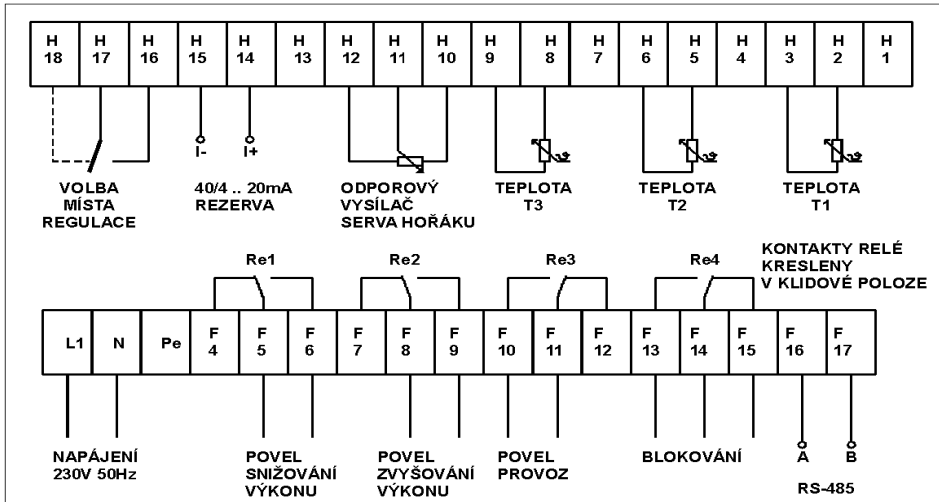 H H H H H H H H H H H H H H H H H H
18 17 16 15 14 13 12 11 10 9 8 7 6 5 4 3 2 1
I- I+
VOLBA
MÍSTA
REGULACE
40/4 .. 20mA
REZERVA
ODPOROVÝ
VYSÍLAČ
SERVA HOŘÁKU
TEPLOTA
T3
TEPLOTA
T2
TEPLOTA
T1
KONTAKTY RELÉ
KRESLENY
V KLIDOVÉ POLOZE
Re1 Re2 Re3 Re4
L1 N Pe F F F F F F F F F F F F F F
4 5 6 7 8 9 10 11 12 13 14 15 16 17
NAPÁJENÍ
230V 50Hz
POVEL
SNIŽOVÁNÍ
VÝKONU
POVEL
ZVYŠOVÁNÍ
VÝKONU
POVEL
PROVOZ
BLOKOVÁNÍ
A B
RS-485